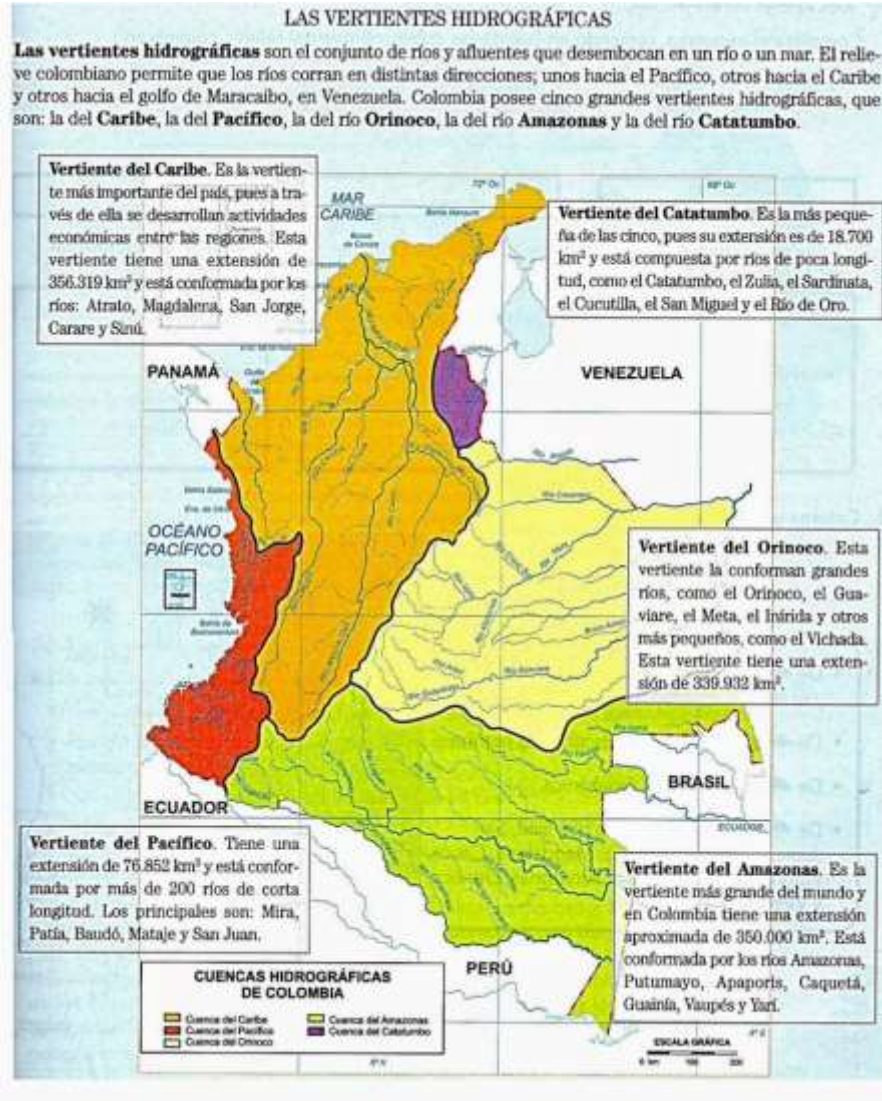 LAS VERTIENTES HIDROGRÁFICAS
Las vertientes hidrográficas son el conjunto de ríos y afluentes que desembocan en un río o un mar. El relie-
ve colombiano permite que los ríos corran en distintas direcciones; unos hacia el Pacífico, otros hacia el Caribe
y otros hacia el golfo de Maracaibo, en Venezuela. Colombia posee cinco grandes vertientes hidrográficas, que
son: la del Caribe, la del Pacífico, la del río Orinoco, la del río Amazonas y la del río Catatumbo.
Vertiente del Caribe. Es la vertien-
te más importante del país, pues a tra-
vés de ella se desarrollan actividades
económicas entre las regiones. Esta
vertiente tiene una extensión de
356.319 km² y está conformada por los
ríos: Atrato, Magdalena, San Jorge,
Carare y Sinú.
MAR
CARIBE
Vertiente del Catatumbo. Es la más peque-
ña de las cinco, pues su extensión es de 18.700
km² y está compuesta por ríos de poca longi-
tud, como el Catatumbo, el Zulia, el Sardinata,
el Cucutilla, el San Miguel y el Río de Oro.
PANAMÁ
VENEZUELA
OCÉANO
PACÍFICO
Vertiente del Orinoco. Esta
vertiente la conforman grandes
ríos, como el Orinoco, el Gua-
viare, el Meta, el Inírida y otros
más pequeños, como el Vichada.
Esta vertiente tiene una exten-
sión de 339.932 km².
BRASIL
ECUADOR
Vertiente del Pacífico. Tiene una
extensión de 76.852 km² y está confor-
mada por más de 200 ríos de corta
longitud. Los principales son: Mira,
Patía, Baudó, Mataje y San Juan.
Vertiente del Amazonas. Es la
vertiente más grande del mundo y
en Colombia tiene una extensión
aproximada de 350.000 km². Está
conformada por los ríos Amazonas,
Putumayo, Apaporis, Caquetá,
Guainía, Vaupés y Yarí.
PERÚ
CUENCAS HIDROGRÁFICAS
DE COLOMBIA
Cuenca del Caribe
Cuenca del Pacífico
Cuenca del Orinoco
Cuenca del Amazonas
Cuenca del Catatumbo
ESCALA GRÁFICA